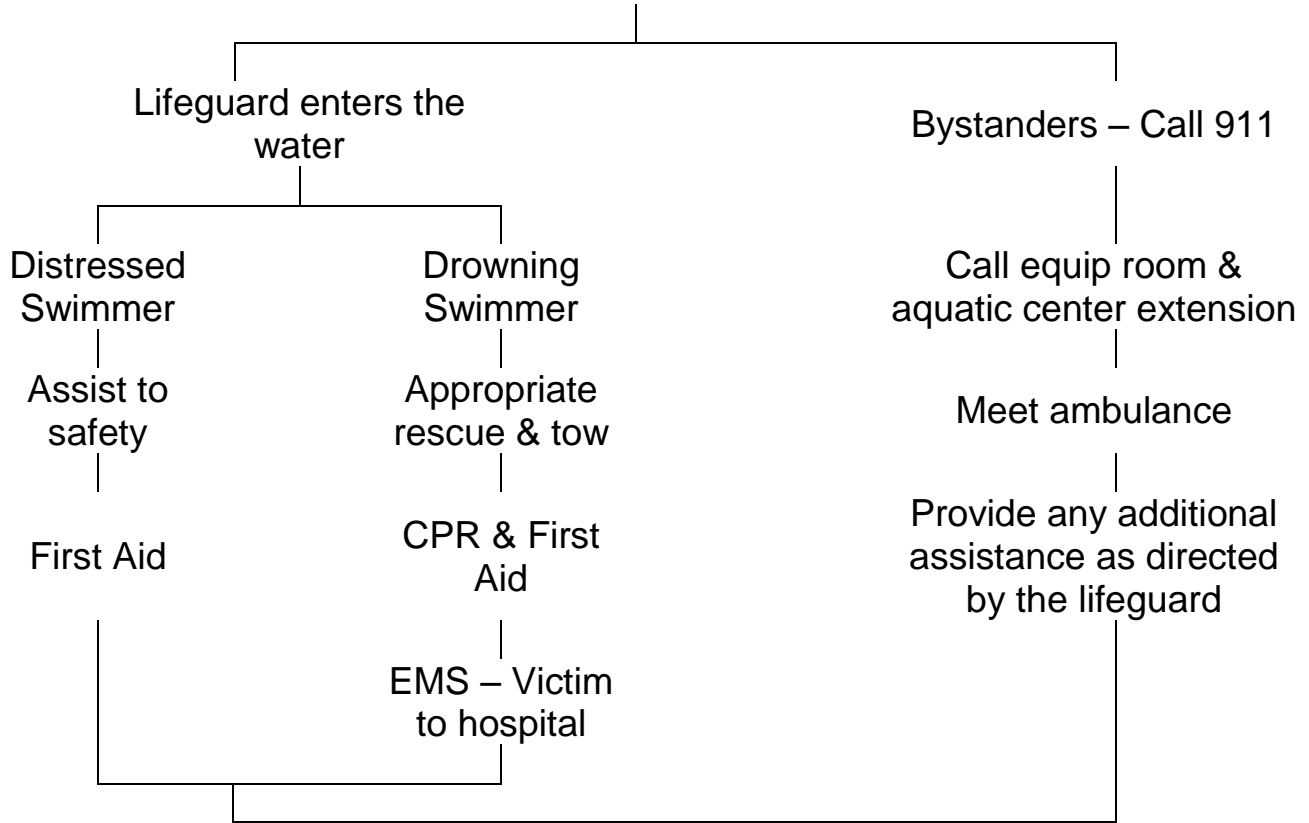 Lifeguard enters the
water
Bystanders – Call 911
Distressed
Swimmer
Drowning
Swimmer
Call equip room &
aquatic center extension
Assist to
safety
Appropriate
rescue & tow
Meet ambulance
First Aid
CPR & First
Aid
Provide any additional
assistance as directed
by the lifeguard
EMS – Victim
to hospital